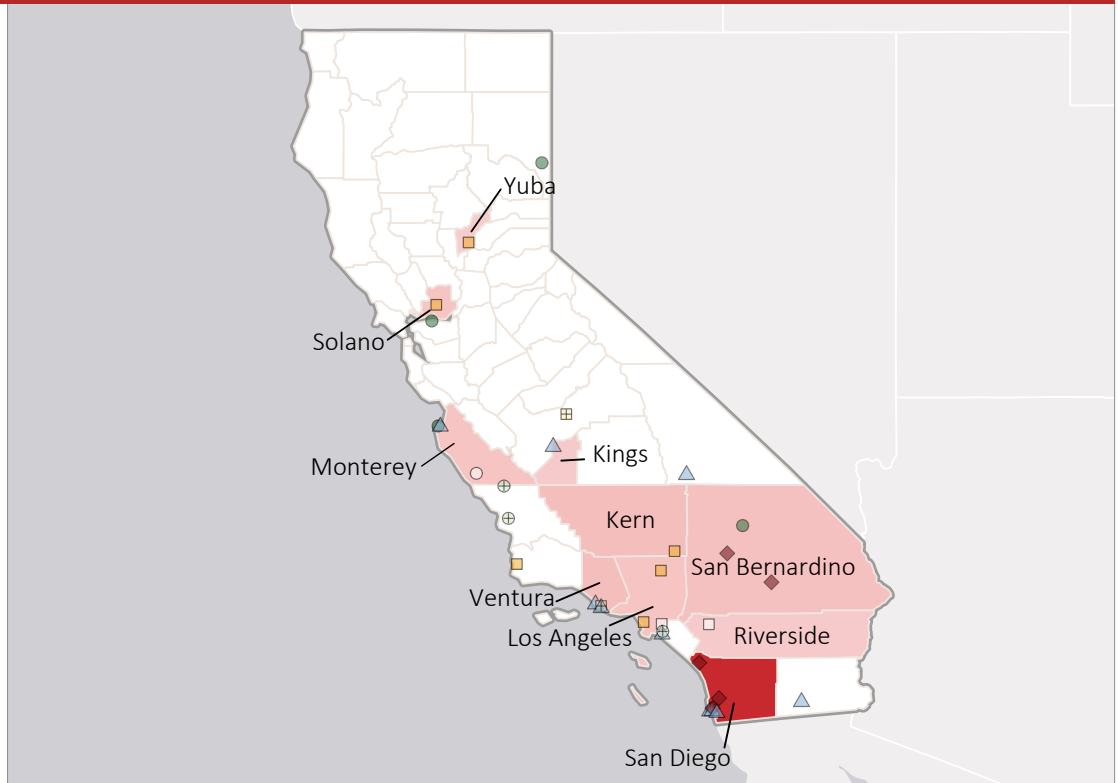 Yuba
Solano
Monterey
Kings
Kern
San Bernardino
Ventura
Los Angeles
Riverside
San Diego